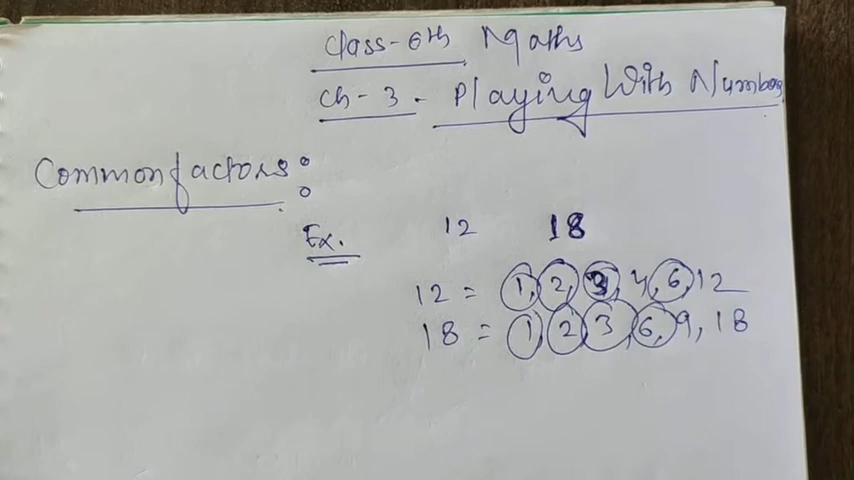 Class-6th Maths
Ch-3- Playing With Numbers
Common factors:
Ex. 12 18
12 = 1, 2, 3, 4, 6, 12
18 = 1 2 3, 6, 9, 18